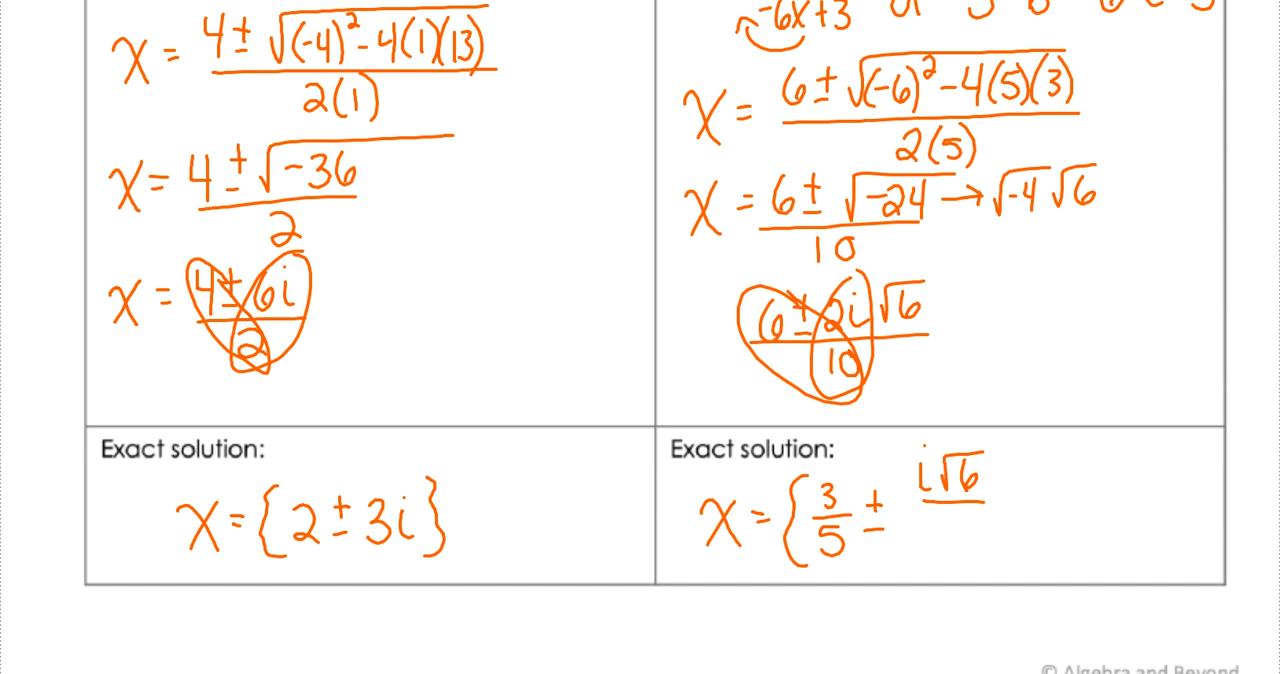 x = 4 ± √(-4)² - 4(1)(13)
2(1)
x = 4 ± √-36
2
x = 4 ± 6i
2
Exact solution:
x = {2 ± 3i}
-6x+3
x = 6 ± √(-6)² - 4(5)(3)
2(5)
x = 6 ± √-24 → √-4 √6
10
6 ± 2i √6
10
Exact solution:
i√6
x = { 3/5 ±
© Algebra and Beyond